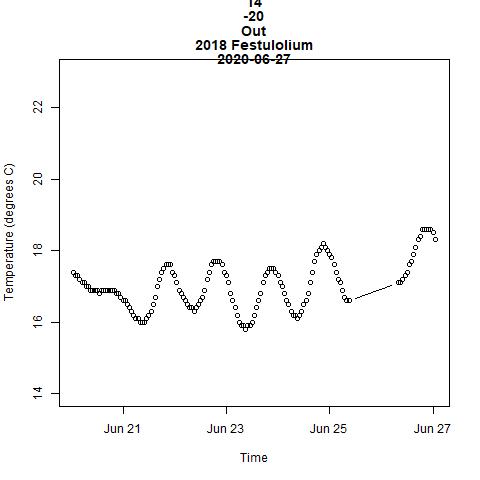 14
-20
Out
2018 Festulolium
2020-06-27
22
20
18
16
14
Temperature (degrees C)
Jun 21
Jun 23
Jun 25
Jun 27
Time